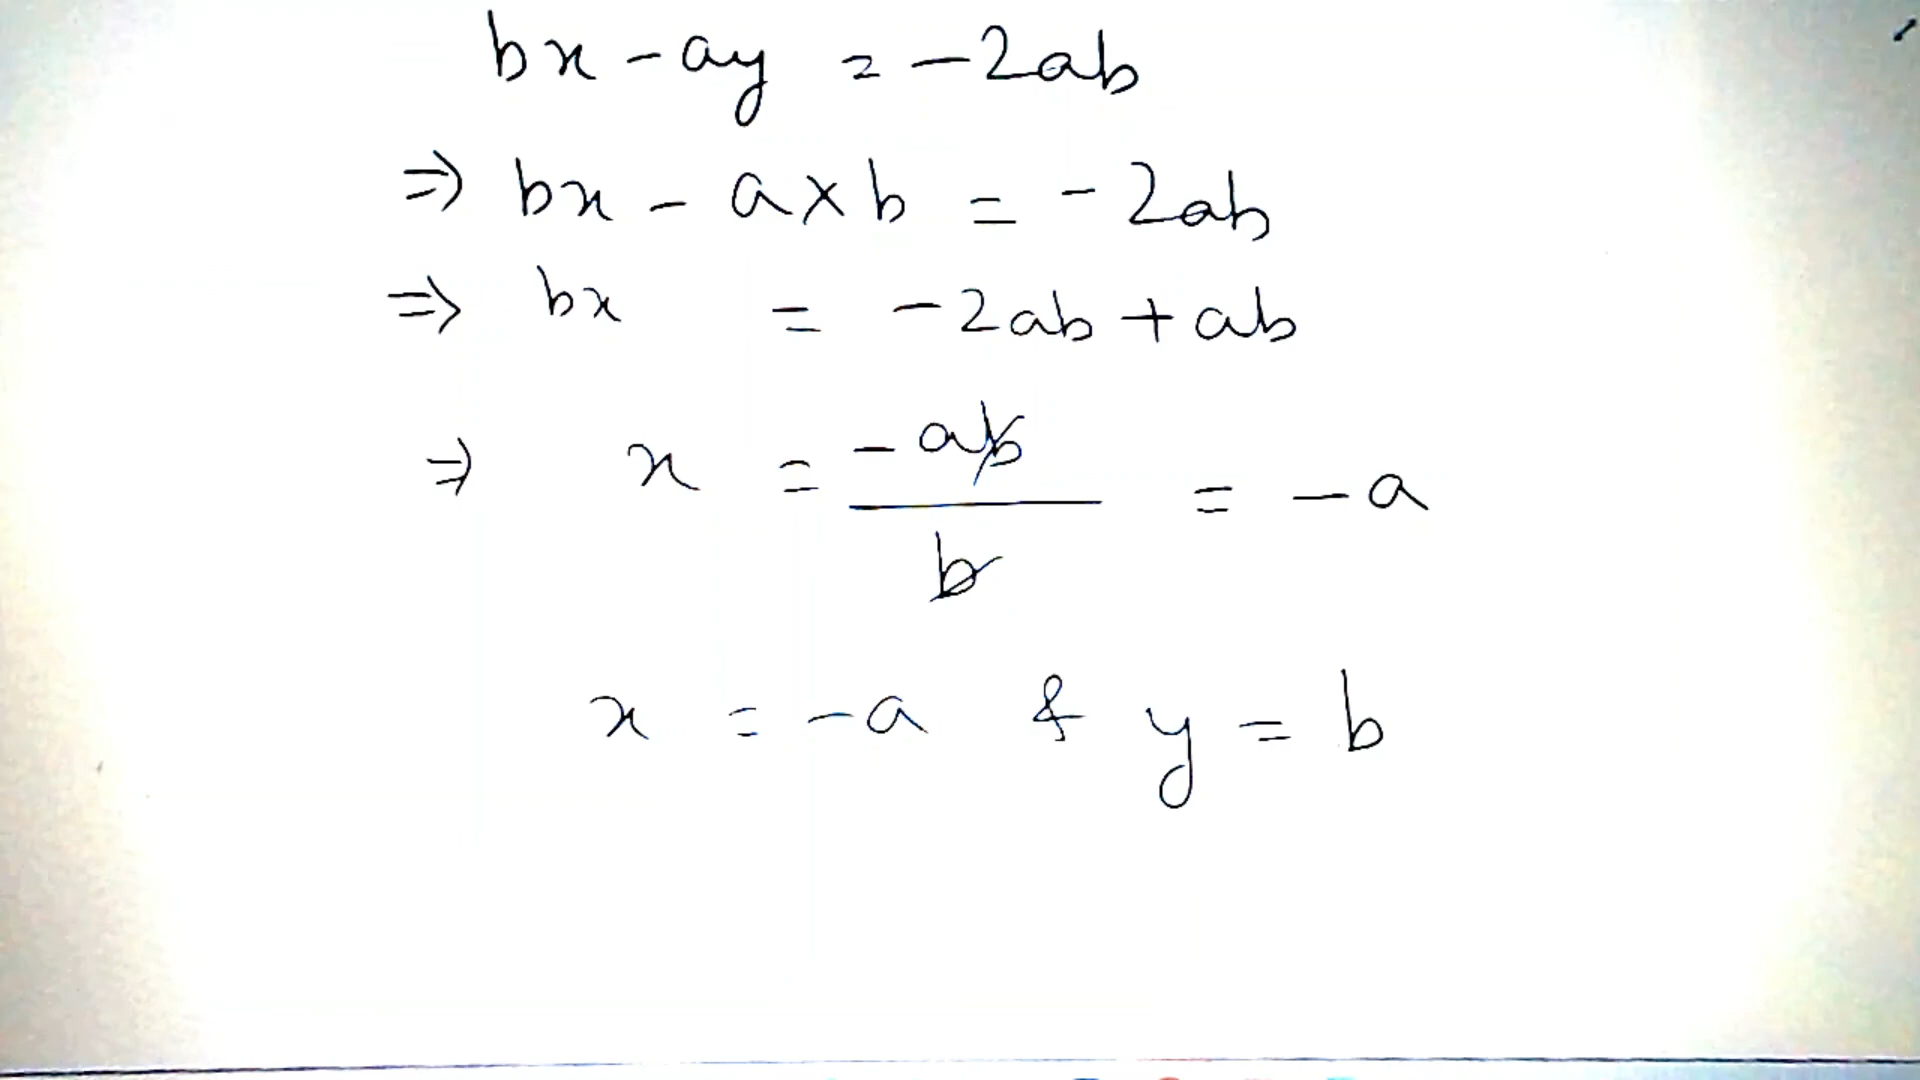 bx - ay = -2ab
⇒ bx - a×b = -2ab
⇒ bx = -2ab + ab
⇒ x = -ab/b = -a
x = -a & y = b